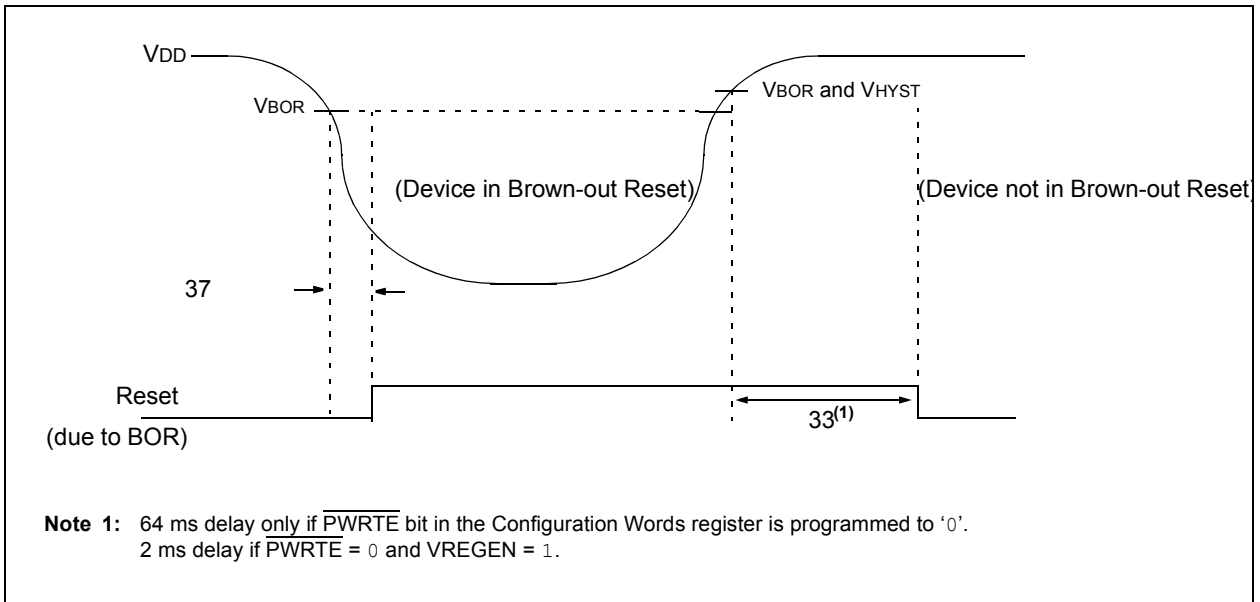 VDD
VBOR
VBOR and VHYST
(Device in Brown-out Reset)
(Device not in Brown-out Reset)
37
Reset
33(1)
(due to BOR)
Note 1: 64 ms delay only if PWRTE bit in the Configuration Words register is programmed to ‘0’.
2 ms delay if PWRTE = 0 and VREGEN = 1.